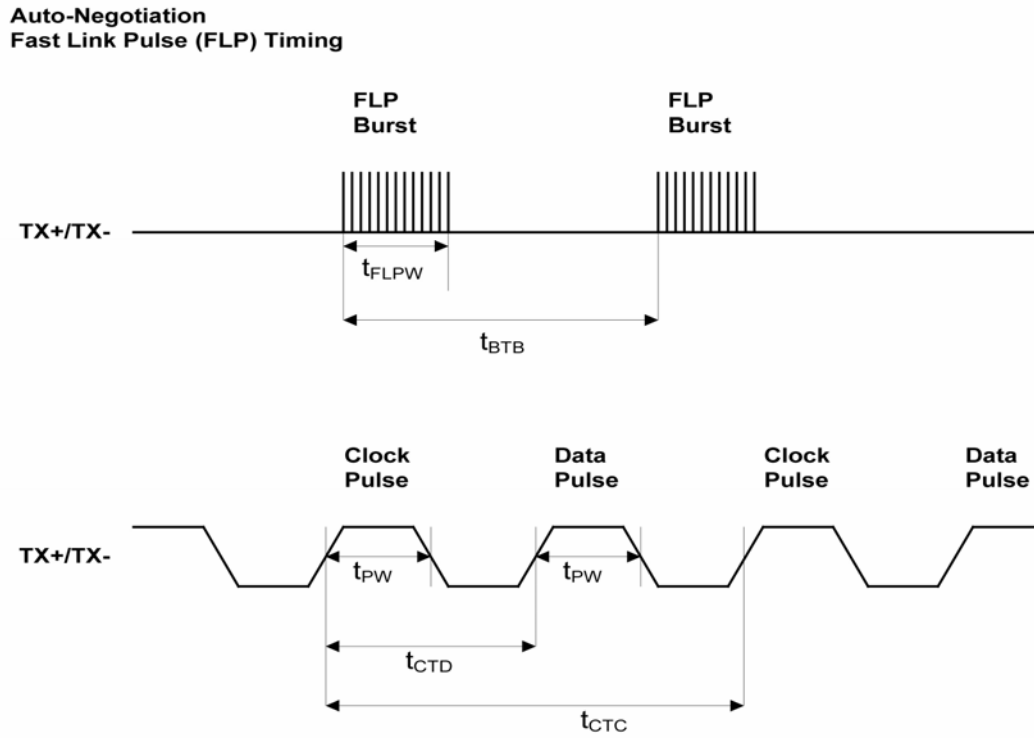 Auto-Negotiation
Fast Link Pulse (FLP) Timing
FLP
Burst
FLP
Burst
TX+/TX-
tFLPW
tBTB
Clock
Pulse
Data
Pulse
Clock
Pulse
Data
Pulse
TX+/TX-
tPW
tPW
tCTD
tCTC